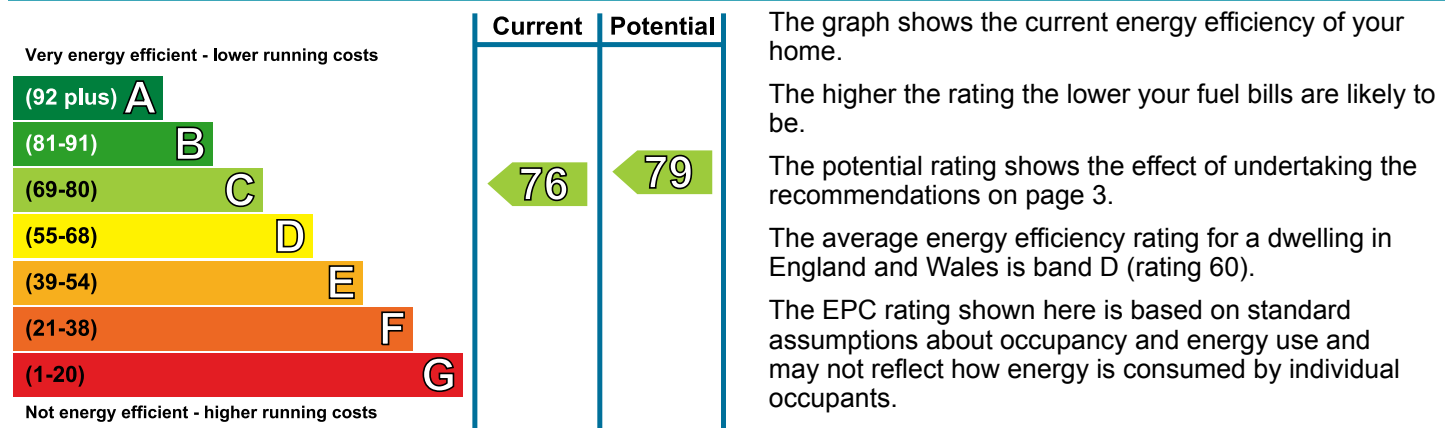 Current Potential
Very energy efficient - lower running costs
(92 plus) A
(81-91) B
(69-80) C
(55-68) D
(39-54) E
(21-38) F
(1-20) G
Not energy efficient - higher running costs
76
79
The graph shows the current energy efficiency of your
home.
The higher the rating the lower your fuel bills are likely to
be.
The potential rating shows the effect of undertaking the
recommendations on page 3.
The average energy efficiency rating for a dwelling in
England and Wales is band D (rating 60).
The EPC rating shown here is based on standard
assumptions about occupancy and energy use and
may not reflect how energy is consumed by individual
occupants.